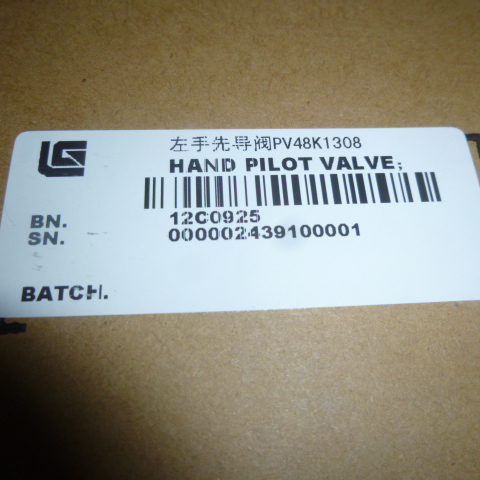 LG
左手先导阀PV48K1308
HAND PILOT VALVE;
BN. 12C0925
SN. 000002439100001
BATCH.